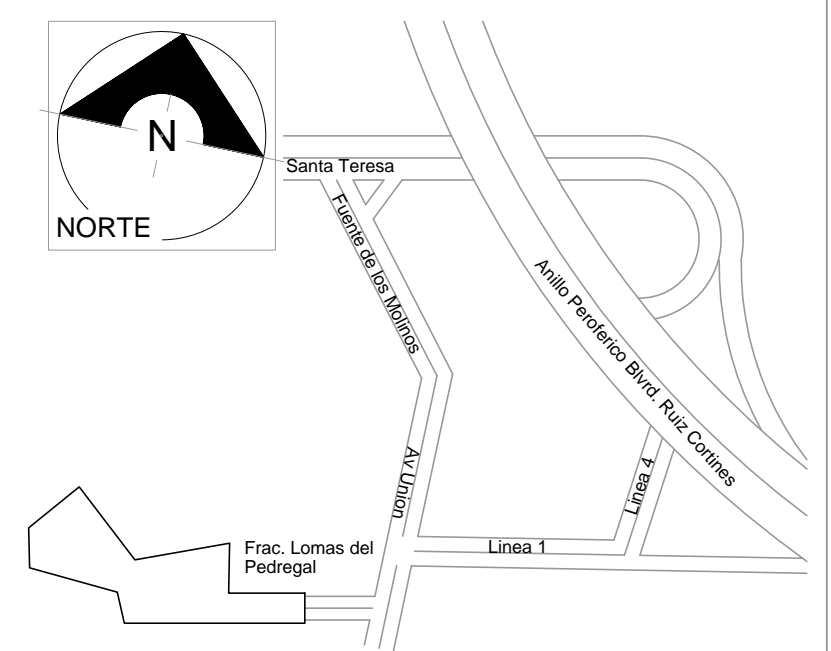 N
NORTE
Santa Teresa
Fuente de los Molinos
Anillo Peroferico Blvrd. Ruiz Cortines
Av Union
Linea 4
Frac. Lomas del
Pedregal
Linea 1